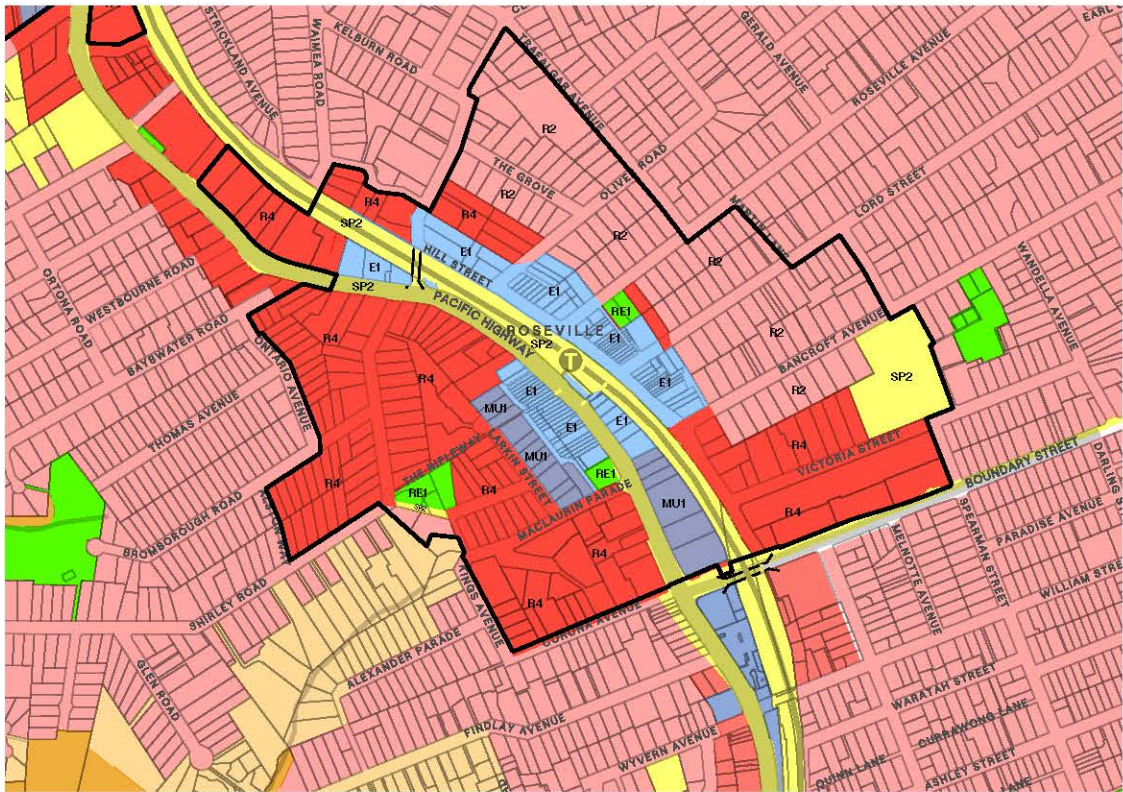 STRICKLAND AVENUE
WAIMEA ROAD
KELBURN ROAD
TRAFALGAR AVENUE
GERALD AVENUE
ROSEVILLE AVENUE
EARL
R2
THE GROVE
R2
OLIVER ROAD
LORD STREET
R4
R4
SP2
R4
R2
E1
HILL STREET
E1
R2
WANDELLA AVENUE
ORTONA ROAD
WESTBOURNE ROAD
SP2
PACIFIC HIGHWAY
E1
RE1
BAYSWATER ROAD
R4
ROSEVILLE
SP2
T
E1
R2
BANCROFT AVENUE
ONTARIO AVENUE
R4
E1
E1
SP2
THOMAS AVENUE
MU1
E1
R2
E1
R4
THE RIFLEWAY
LARKIN STREET
MU1
VICTORIA STREET
R4
RE1
R4
RE1
MACLAURIN PARADE
MU1
BOUNDARY STREET
DARLING S
BROMBOROUGH ROAD
R4
R4
SPEARMAN STREET
PARADISE AVENUE
MELNOTTE AVENUE
WILLIAM STRE
SHIRLEY ROAD
KINGS AVENUE
R4
CORONA AVENUE
GLEN ROAD
ALEXANDER PARADE
WARATAH STREET
FINDLAY AVENUE
CURRAWONG LANE
WYVERN AVENUE
QUINN LANE
ASHLEY STREET
LANE